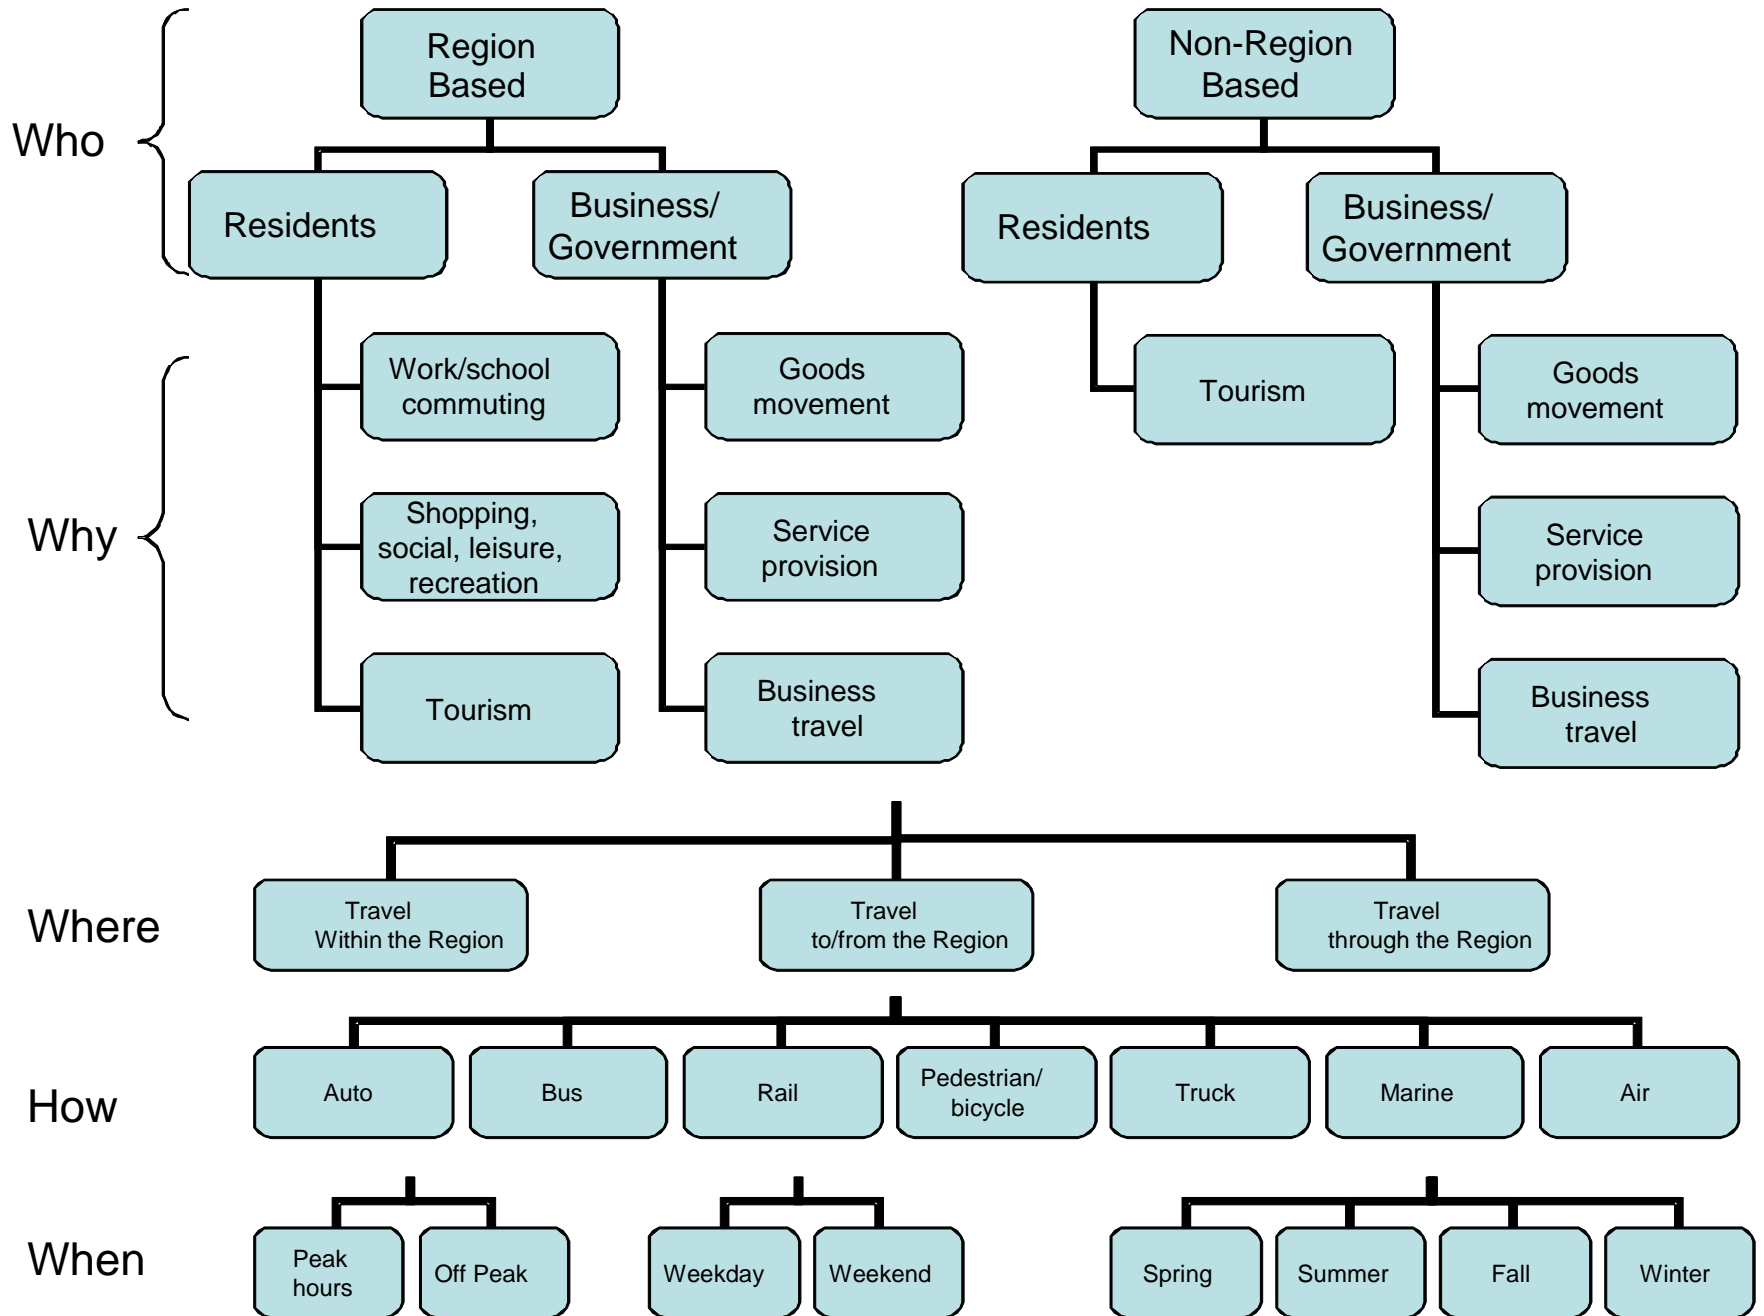 Who
Region
Based
Non-Region
Based
Residents
Business/
Government
Residents
Business/
Government
Why
Work/school
commuting
Goods
movement
Tourism
Goods
movement
Shopping,
social, leisure,
recreation
Service
provision
Service
provision
Tourism
Business
travel
Business
travel
Where
Travel
Within the Region
Travel
to/from the Region
Travel
through the Region
How
Auto
Bus
Rail
Pedestrian/
bicycle
Truck
Marine
Air
When
Peak
hours
Off Peak
Weekday
Weekend
Spring
Summer
Fall
Winter